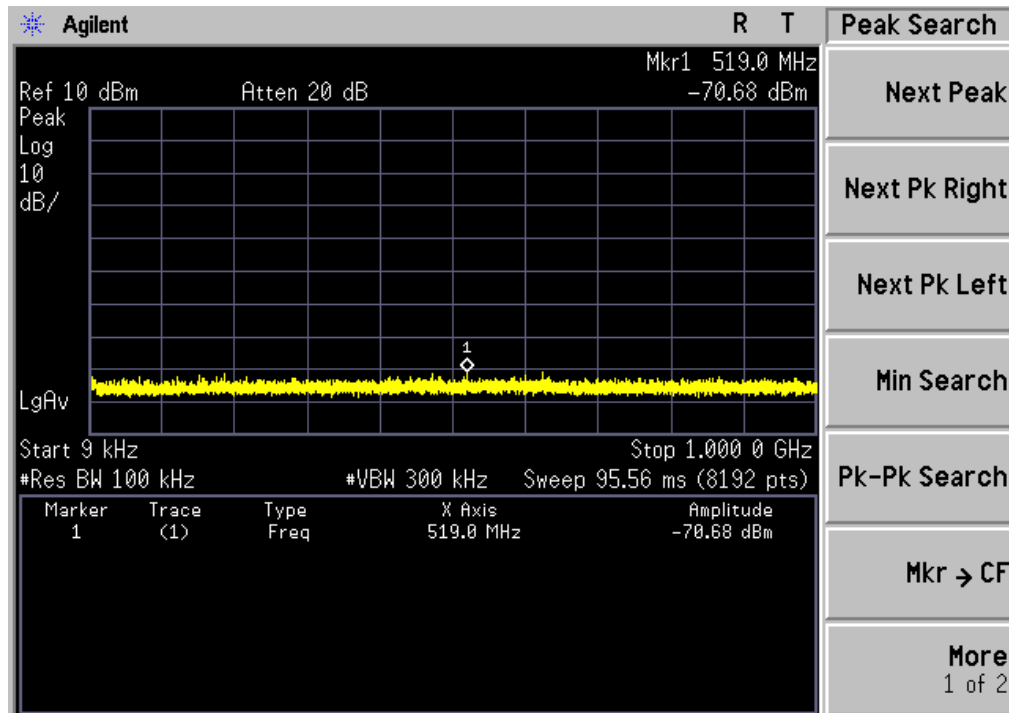 Agilent R T
Peak Search
Mkr1 519.0 MHz
Ref 10 dBm Atten 20 dB -70.68 dBm
Peak
Log
10
dB/
1
LgAv
Start 9 kHz Stop 1.000 0 GHz
#Res BW 100 kHz #VBW 300 kHz Sweep 95.56 ms (8192 pts)
Marker Trace Type X Axis Amplitude
1 (1) Freq 519.0 MHz -70.68 dBm
Next Peak
Next Pk Right
Next Pk Left
Min Search
Pk-Pk Search
Mkr → CF
More
1 of 2